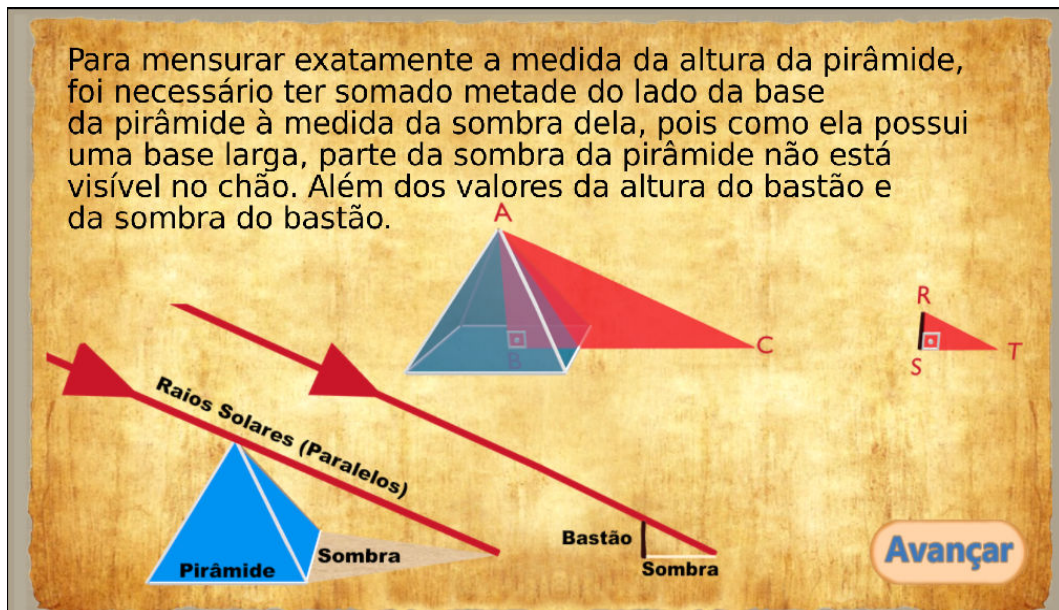 Para mensurar exatamente a medida da altura da pirâmide,
foi necessário ter somado metade do lado da base
da pirâmide à medida da sombra dela, pois como ela possui
uma base larga, parte da sombra da pirâmide não está
visível no chão. Além dos valores da altura do bastão e
da sombra do bastão.
A
B
C
R
S
T
Raios Solares (Paralelos)
Pirâmide
Sombra
Bastão
Sombra
Avançar